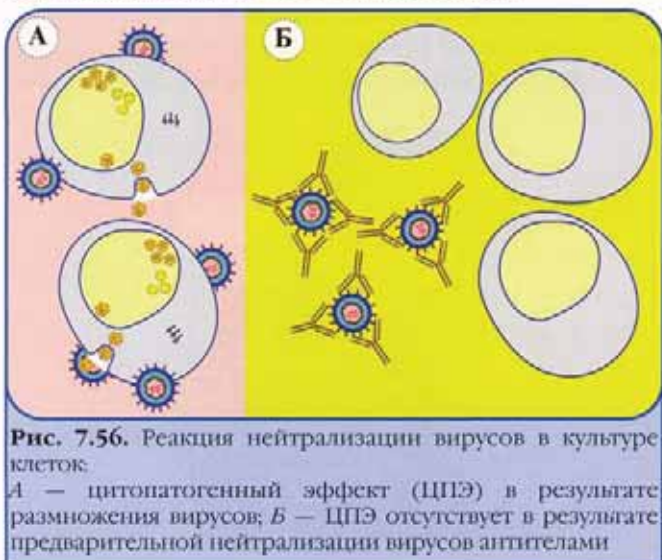 А
Б
Рис. 7.56. Реакция нейтрализации вирусов в культуре
клеток:
А — цитопатогенный эффект (ЦПЭ) в результате
размножения вирусов; Б — ЦПЭ отсутствует в результате
предварительной нейтрализации вирусов антителами